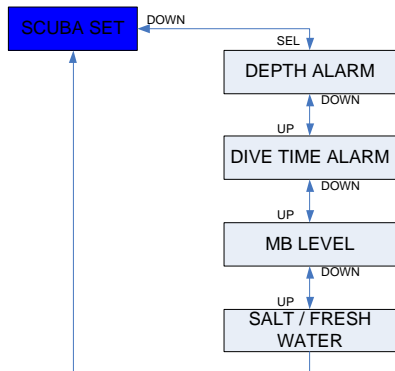 SCUBA SET
DOWN
SEL
DEPTH ALARM
DOWN
UP
DIVE TIME ALARM
DOWN
UP
MB LEVEL
DOWN
UP
SALT / FRESH
WATER